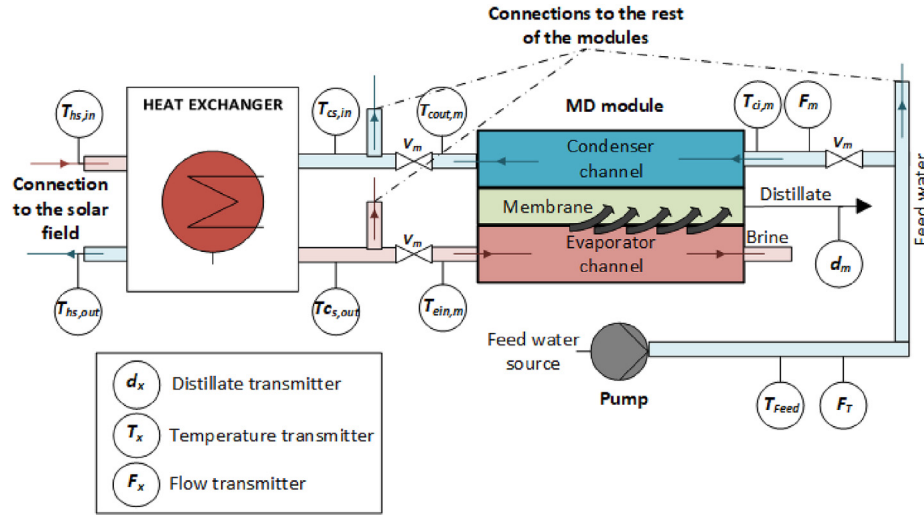 Connections to the rest
of the modules
HEAT EXCHANGER
MD module
T_hs,in
T_cs,in
T_cout,m
T_ci,m
F_m
V_m
V_m
Condenser
channel
Connection
to the solar
field
Membrane
Distillate
Feed water
V_m
Evaporator
channel
Brine
d_m
T_hs,out
Tc_s,out
T_ein,m
Feed water
source
Pump
T_Feed
F_T
d_x Distillate transmitter
T_x Temperature transmitter
F_x Flow transmitter